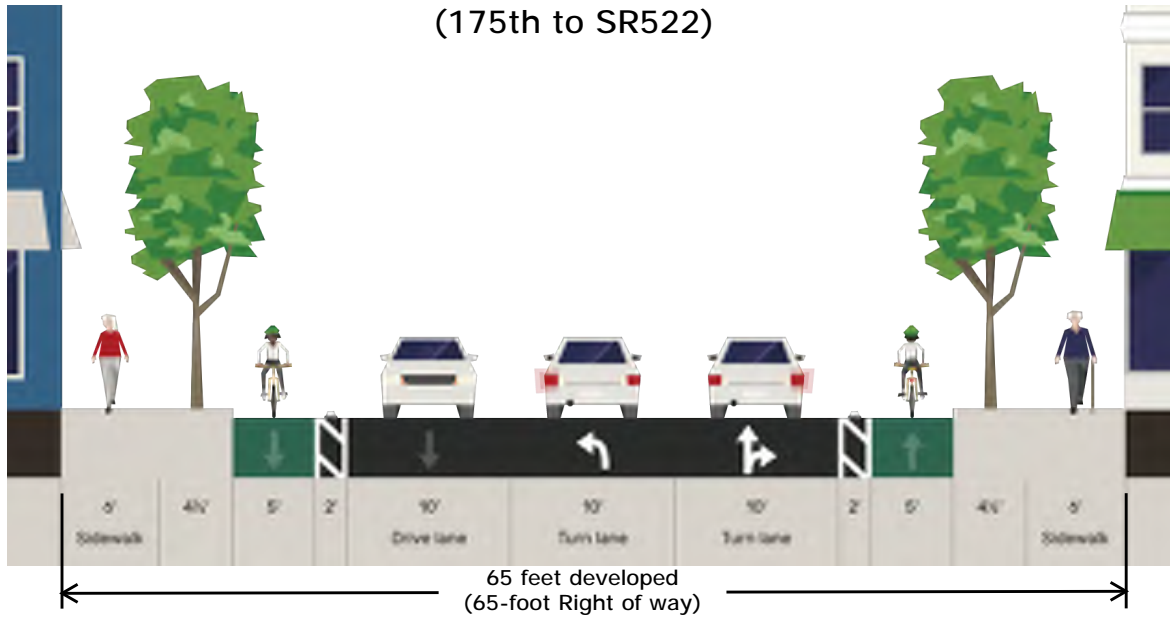 (175th to SR522)
6' 4½' 5' 2' 10' 10' 10' 2' 5' 4½' 6'
Sidewalk Drive lane Turn lane Turn lane Sidewalk
65 feet developed
(65-foot Right of way)